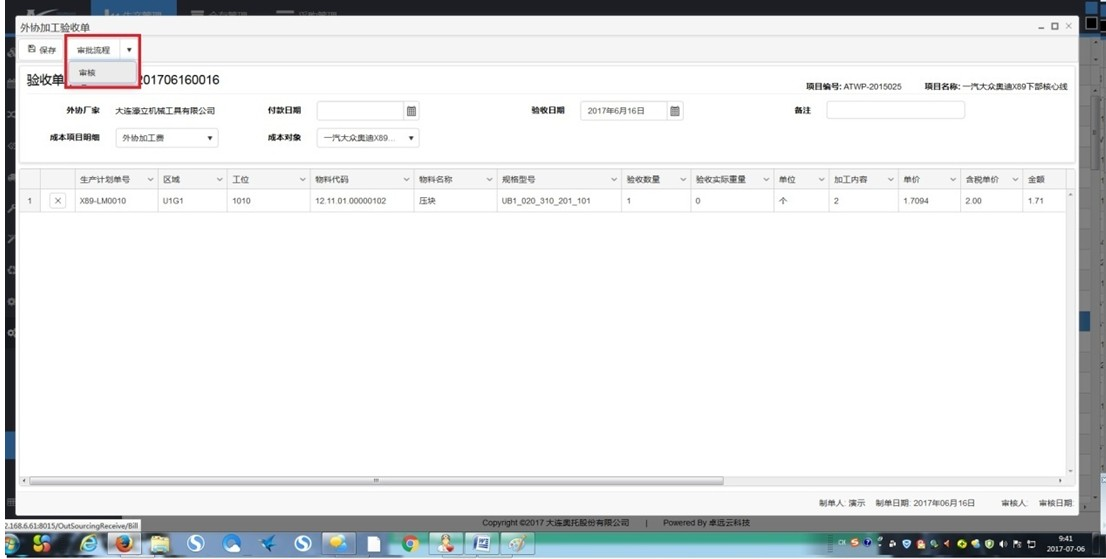 外协加工验收单
保存 审批流程
审核
验收单 201706160016
项目编号: ATWP-2015025 项目名称: 一汽大众奥迪X89下部核心线
外协厂家 大连濠立机械工具有限公司 付款日期 验收日期 2017年6月16日 备注
成本项目明细 外协加工费 成本对象 一汽大众奥迪X89...
生产计划单号 区域 工位 物料代码 物料名称 规格型号 验收数量 验收实际重量 单位 加工内容 单价 含税单价 金额
1 X89-LM0010 U1G1 1010 12.11.01.00000102 压块 UB1_020_310_201_101 1 0 个 2 1.7094 2.00 1.71
制单人: 演示 制单日期: 2017年06月16日 审核人: 审核日期:
2.168.6.61:8015/OutSourcingReceive/Bill
Copyright ©2017 大连奥托股份有限公司 | Powered By 卓远云科技
9:41
2017-07-06